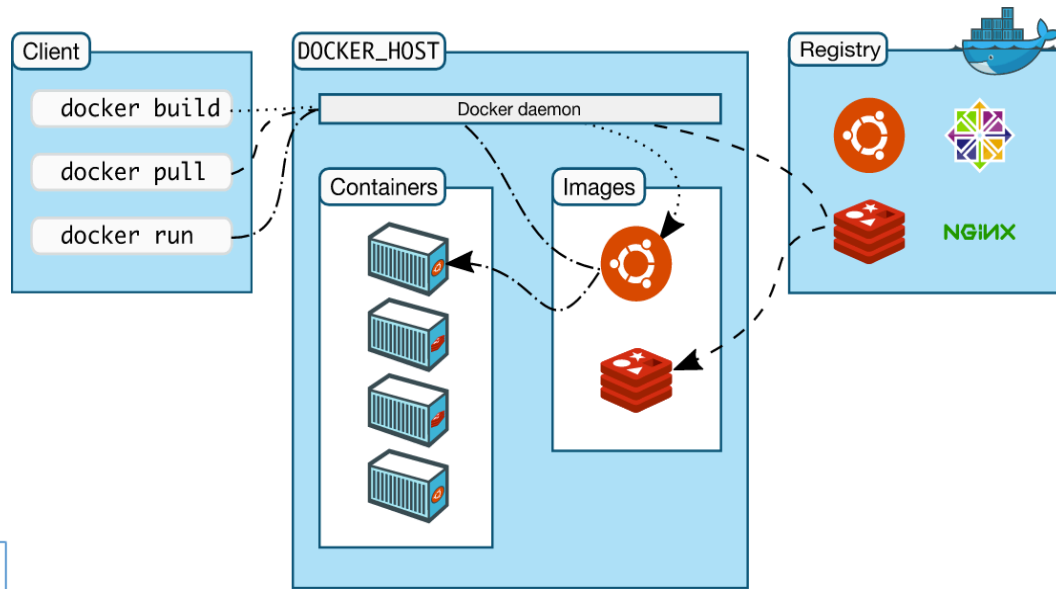 Client
docker build
docker pull
docker run
DOCKER_HOST
Docker daemon
Containers
Images
Registry
NGiNX